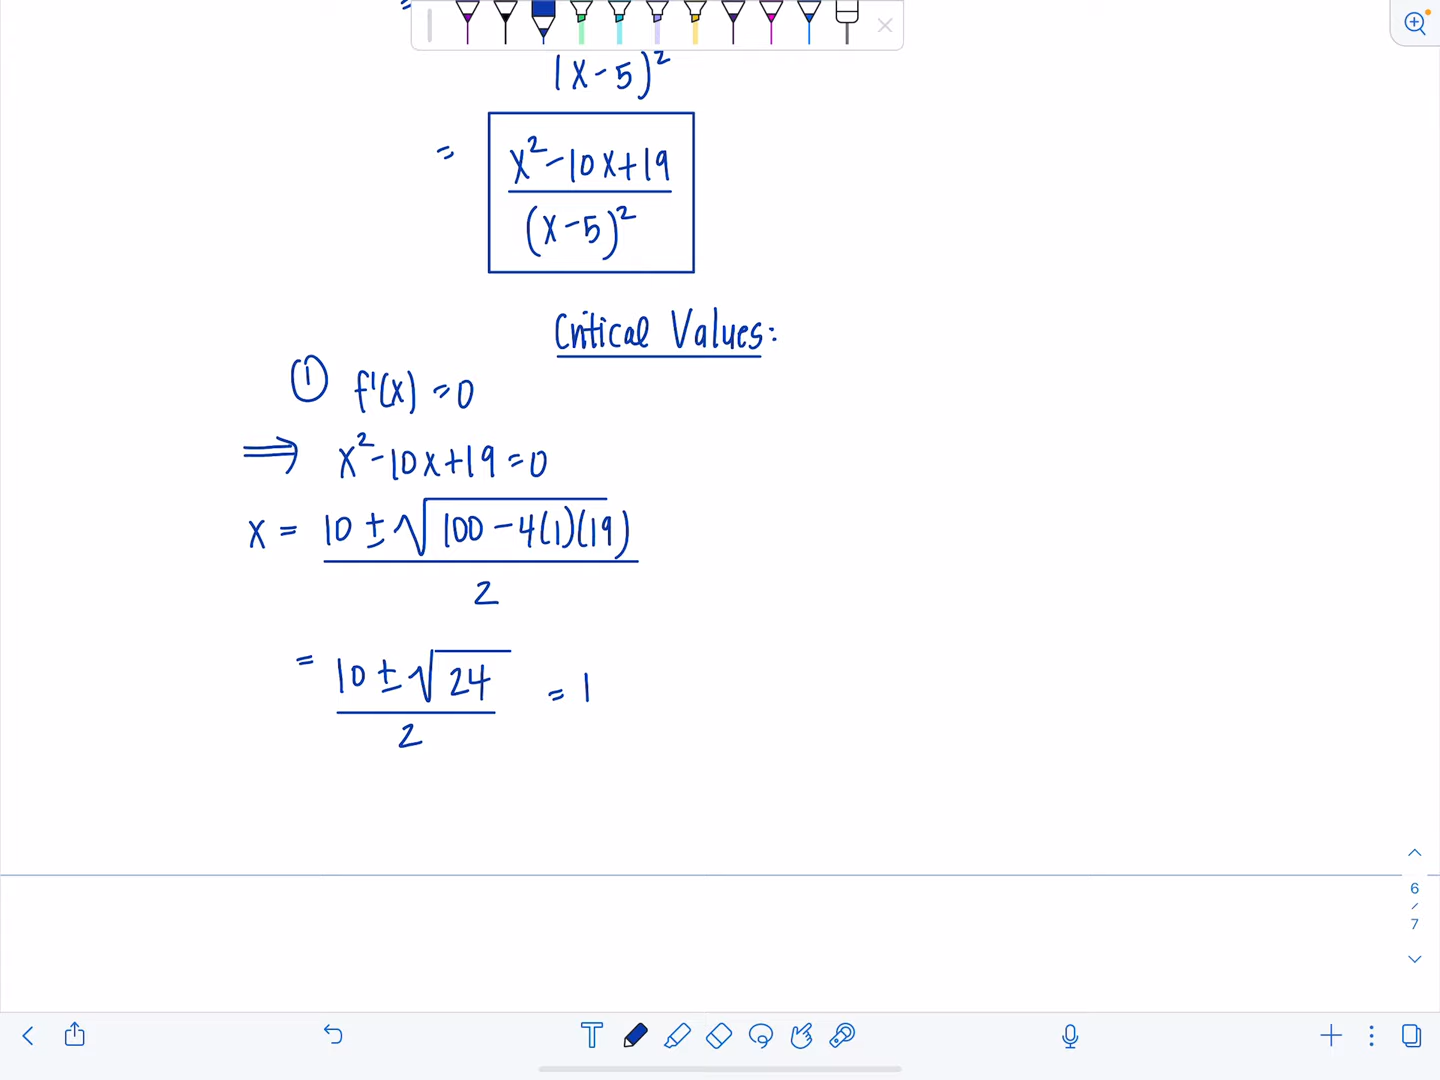 (x-5)²
= x²-10x+19
(x-5)²
Critical Values:
① f'(x) = 0
⟹ x²-10x+19=0
x = 10 ± √100-4(1)(19)
2
= 10 ± √24 = 1
2
6
/
7
T